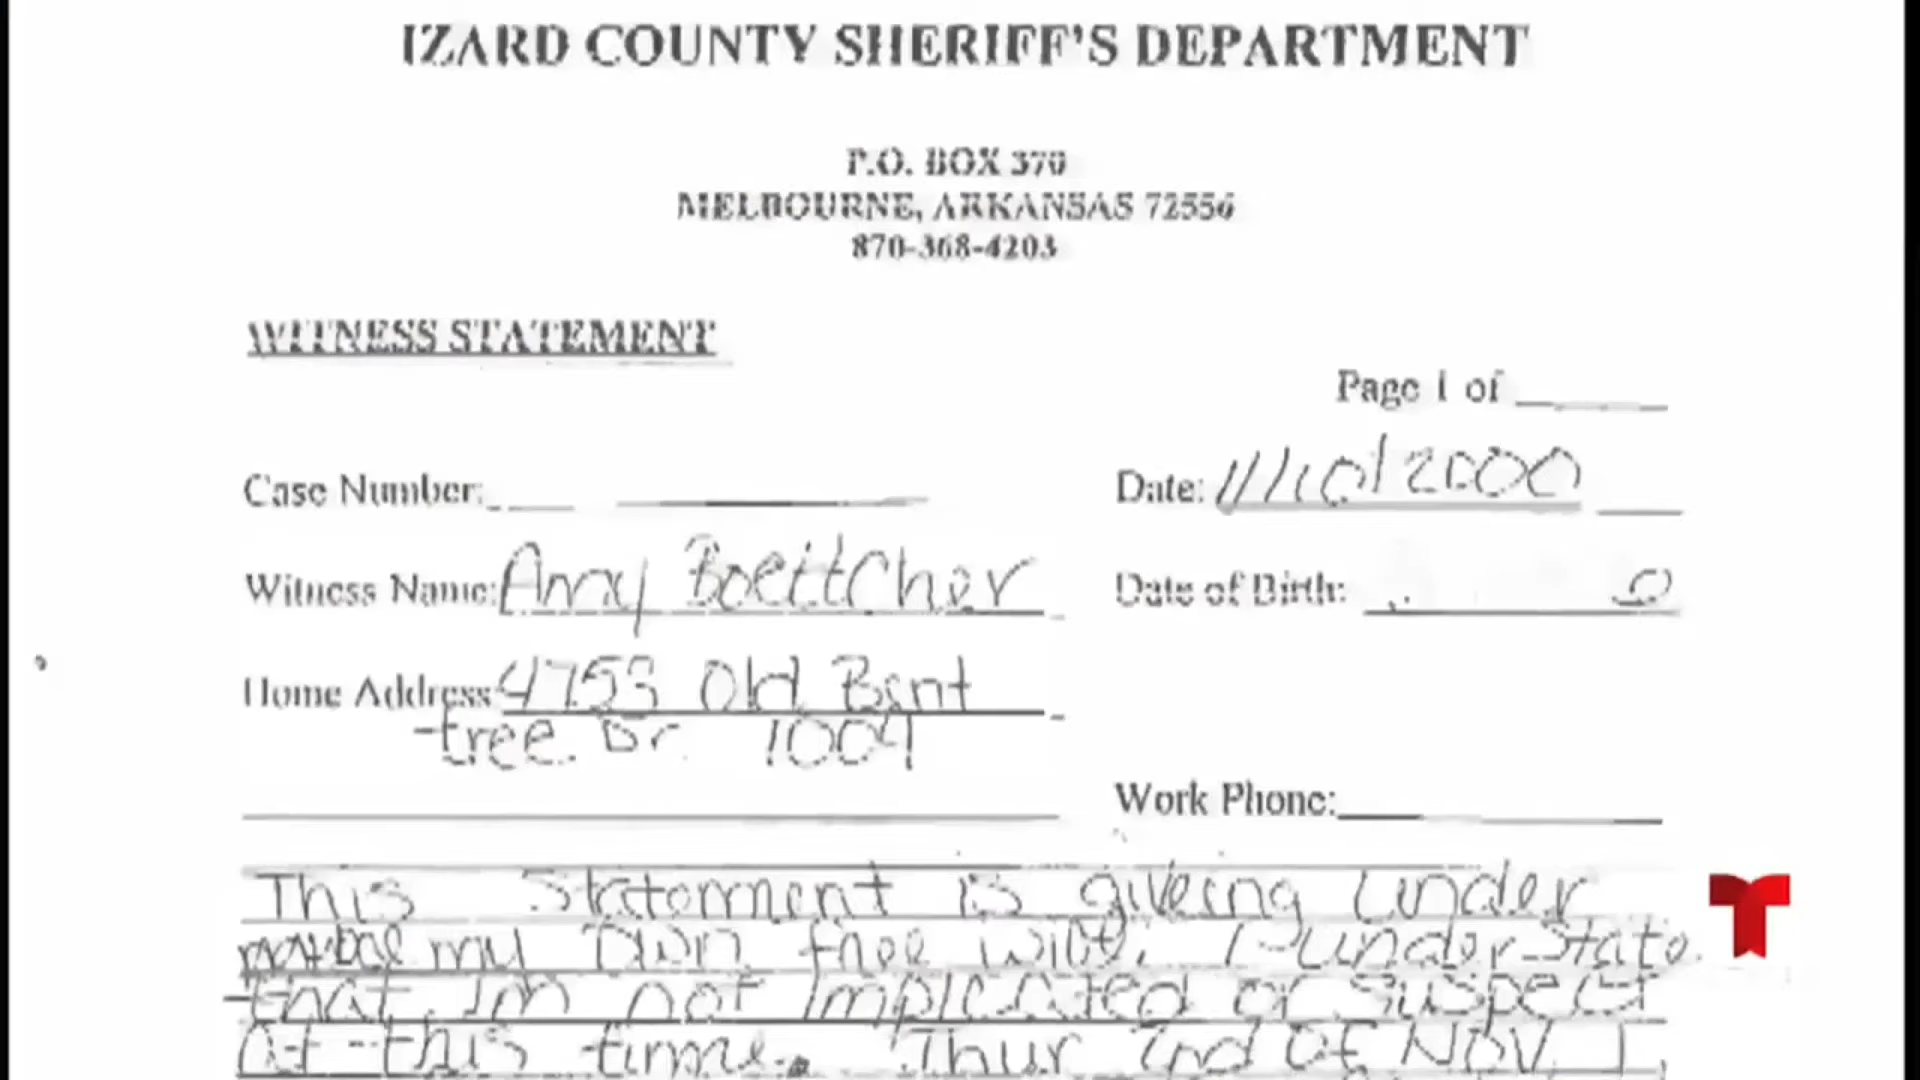 IZARD COUNTY SHERIFF'S DEPARTMENT
P.O. BOX 370
MELBOURNE, ARKANSAS 72556
870-368-4203
WITNESS STATEMENT
Page 1 of
Case Number:
Date: 11/10/2000
Witness Name: Amy Boettcher
Date of Birth:
Home Address 4753 Old Bent
tree. Dr 1004
Work Phone:
This Statement is giveing under
my own free will. I under State
that Im not Implicated or suspect
At this time. Thur 2nd of NOV